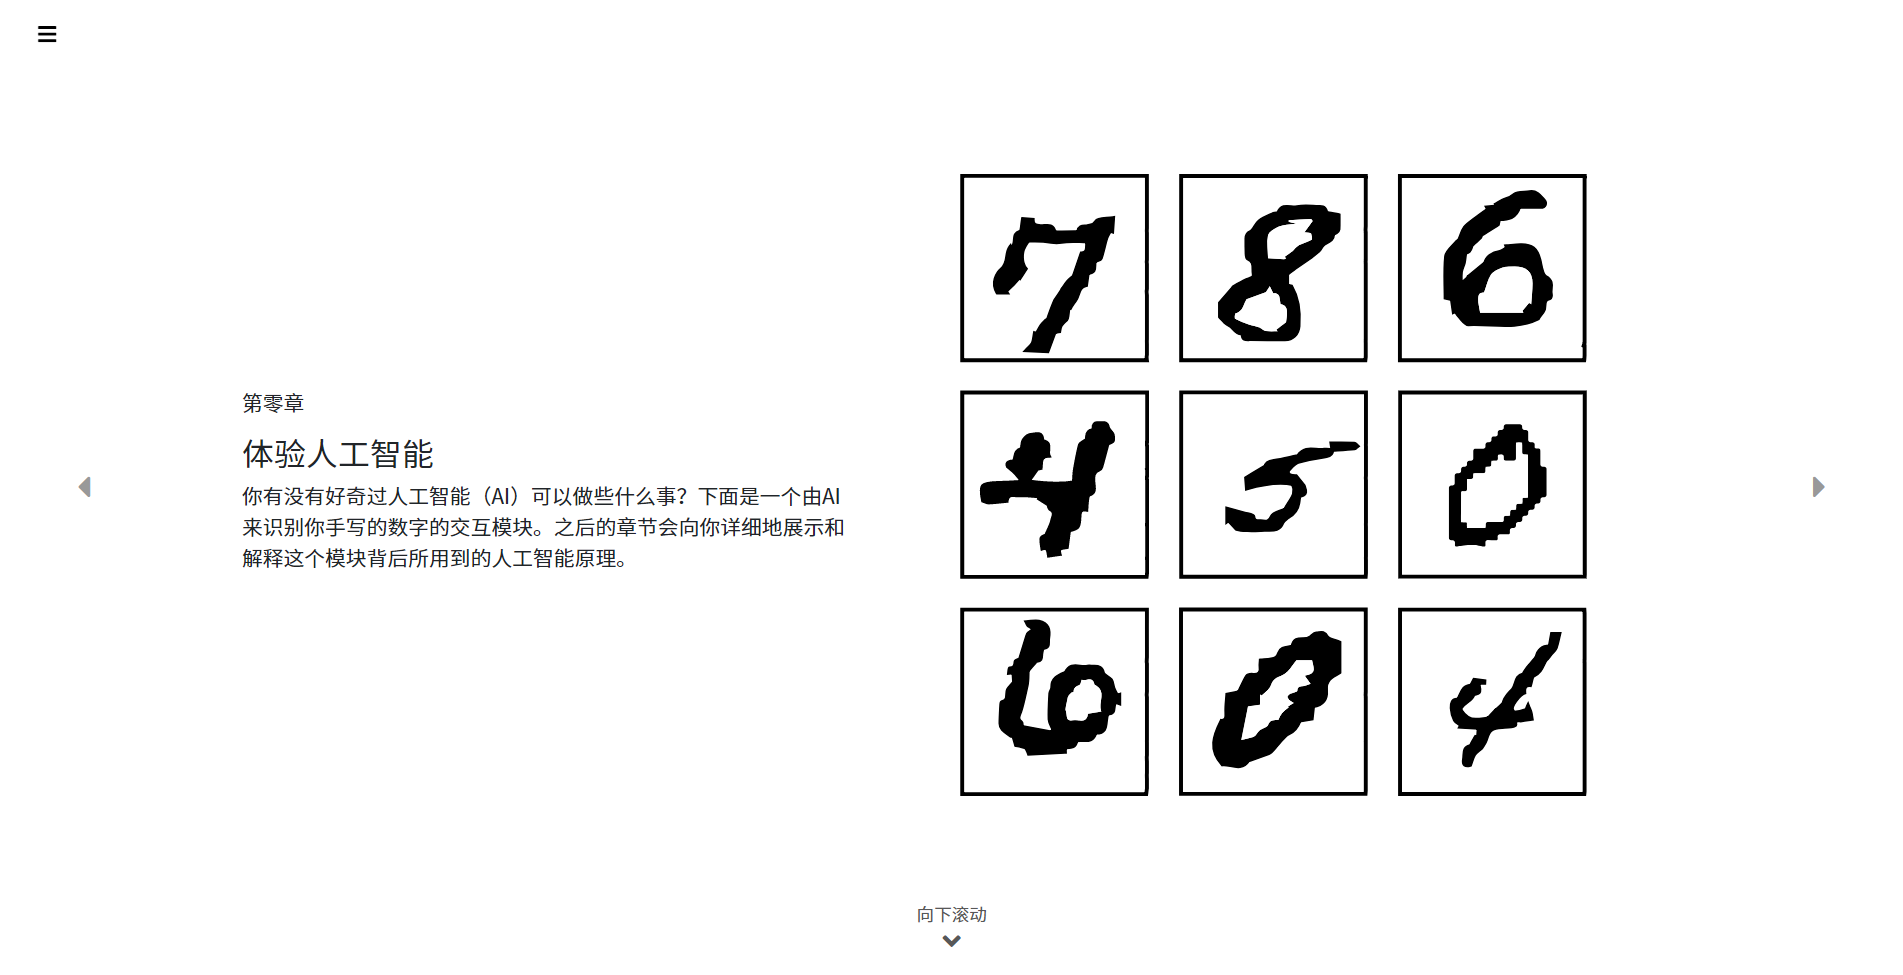 第零章
体验人工智能
你有没有好奇过人工智能（AI）可以做些什么事？下面是一个由AI
来识别你手写的数字的交互模块。之后的章节会向你详细地展示和
解释这个模块背后所用到的人工智能原理。
7 8 6
4 5 0
6 0 4
向下滚动